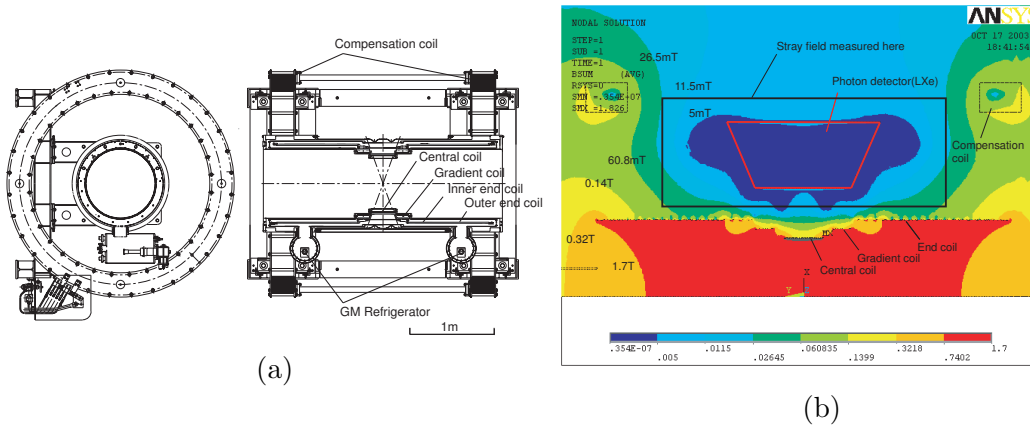 Compensation coil
Central coil
Gradient coil
Inner end coil
Outer end coil
GM Refrigerator
1m
(a)
NODAL SOLUTION
STEP=1
SUB =1
TIME=1
BSUM (AVG)
RSYS=0
SMN =.354E-07
SMX =1.826
ANSYS
OCT 17 2003
18:41:54
26.5mT
11.5mT
5mT
60.8mT
0.14T
0.32T
1.7T
Stray field measured here
Photon detector(LXe)
Compensation
coil
End coil
Gradient coil
Central coil
MX
X
Y
.354E-07 .0115 .060835 .3218 1.7
.005 .02645 .1399 .7402
(b)